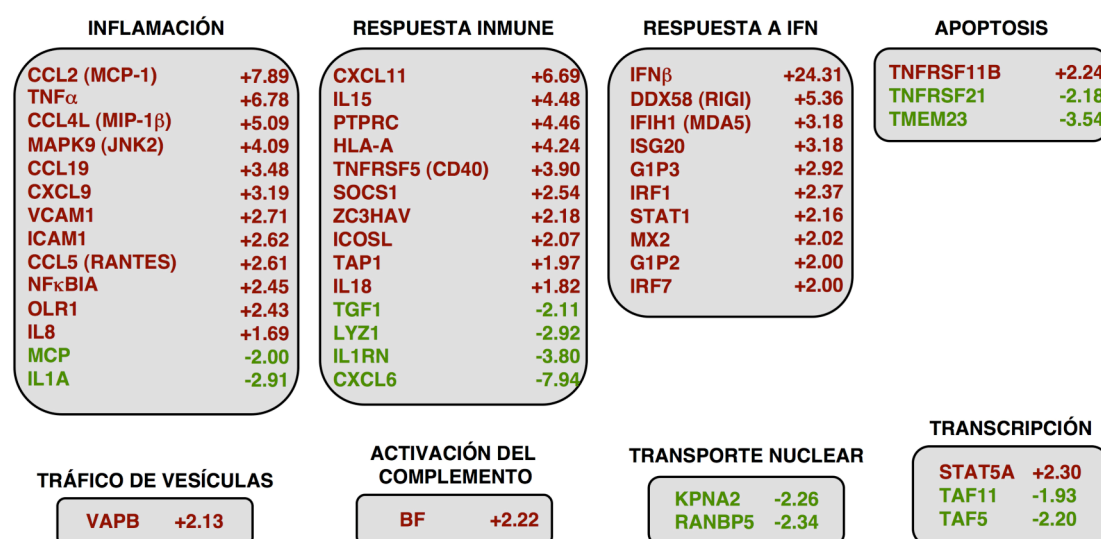 INFLAMACIÓN
CCL2 (MCP-1) +7.89
TNFα +6.78
CCL4L (MIP-1β) +5.09
MAPK9 (JNK2) +4.09
CCL19 +3.48
CXCL9 +3.19
VCAM1 +2.71
ICAM1 +2.62
CCL5 (RANTES) +2.61
NFκBIA +2.45
OLR1 +2.43
IL8 +1.69
MCP -2.00
IL1A -2.91
RESPUESTA INMUNE
CXCL11 +6.69
IL15 +4.48
PTPRC +4.46
HLA-A +4.24
TNFRSF5 (CD40) +3.90
SOCS1 +2.54
ZC3HAV +2.18
ICOSL +2.07
TAP1 +1.97
IL18 +1.82
TGF1 -2.11
LYZ1 -2.92
IL1RN -3.80
CXCL6 -7.94
RESPUESTA A IFN
IFNβ +24.31
DDX58 (RIGI) +5.36
IFIH1 (MDA5) +3.18
ISG20 +3.18
G1P3 +2.92
IRF1 +2.37
STAT1 +2.16
MX2 +2.02
G1P2 +2.00
IRF7 +2.00
APOPTOSIS
TNFRSF11B +2.24
TNFRSF21 -2.18
TMEM23 -3.54
TRÁFICO DE VESÍCULAS
VAPB +2.13
ACTIVACIÓN DEL
COMPLEMENTO
BF +2.22
TRANSPORTE NUCLEAR
KPNA2 -2.26
RANBP5 -2.34
TRANSCRIPCIÓN
STAT5A +2.30
TAF11 -1.93
TAF5 -2.20